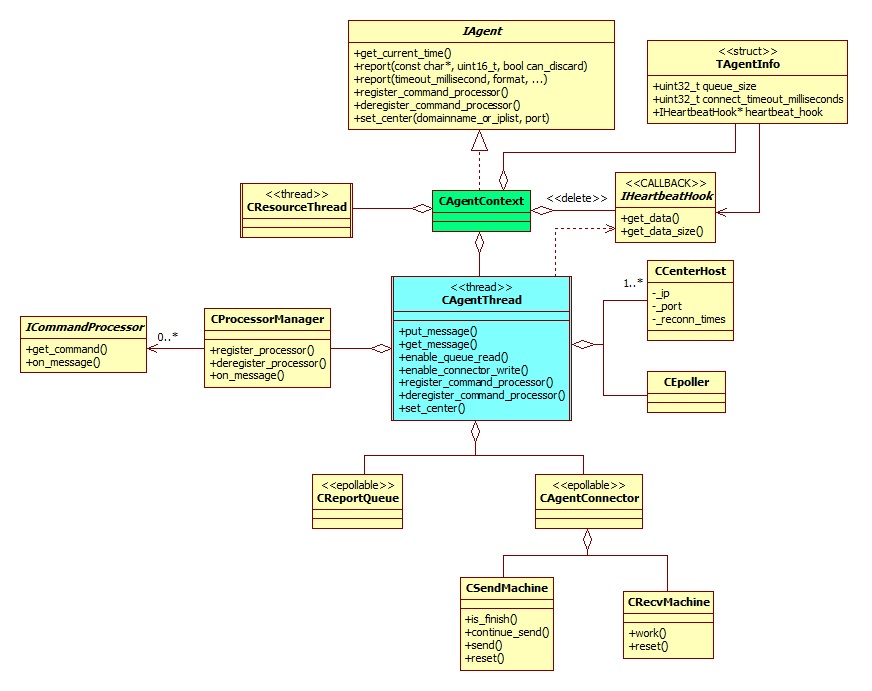 IAgent
+get_current_time()
+report(const char*, uint16_t, bool can_discard)
+report(timeout_millisecond, format, ...)
+register_command_processor()
+deregister_command_processor()
+set_center(domainname_or_iplist, port)
<<struct>>
TAgentInfo
+uint32_t queue_size
+uint32_t connect_timeout_milliseconds
+IHeartbeatHook* heartbeat_hook
<<thread>>
CResourceThread
CAgentContext
<<delete>>
<<CALLBACK>>
IHeartbeatHook
+get_data()
+get_data_size()
<<thread>>
CAgentThread
+put_message()
+get_message()
+enable_queue_read()
+enable_connector_write()
+register_command_processor()
+deregister_command_processor()
+set_center()
1..*
CCenterHost
-_ip
-_port
-_reconn_times
ICommandProcessor
+get_command()
+on_message()
0..*
CProcessorManager
+register_processor()
+deregister_processor()
+on_message()
CEpoller
<<epollable>>
CReportQueue
<<epollable>>
CAgentConnector
CSendMachine
+is_finish()
+continue_send()
+send()
+reset()
CRecvMachine
+work()
+reset()